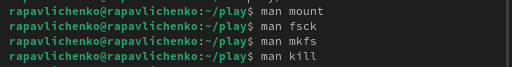 rapavlichenko@rapavlichenko:~/play$ man mount
rapavlichenko@rapavlichenko:~/play$ man fsck
rapavlichenko@rapavlichenko:~/play$ man mkfs
rapavlichenko@rapavlichenko:~/play$ man kill